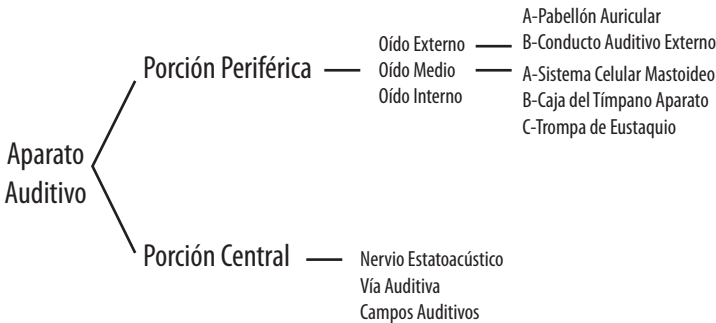 Aparato
Auditivo
Porción Periférica
Oído Externo
Oído Medio
Oído Interno
A-Pabellón Auricular
B-Conducto Auditivo Externo
A-Sistema Celular Mastoideo
B-Caja del Tímpano Aparato
C-Trompa de Eustaquio
Porción Central
Nervio Estatoacústico
Vía Auditiva
Campos Auditivos